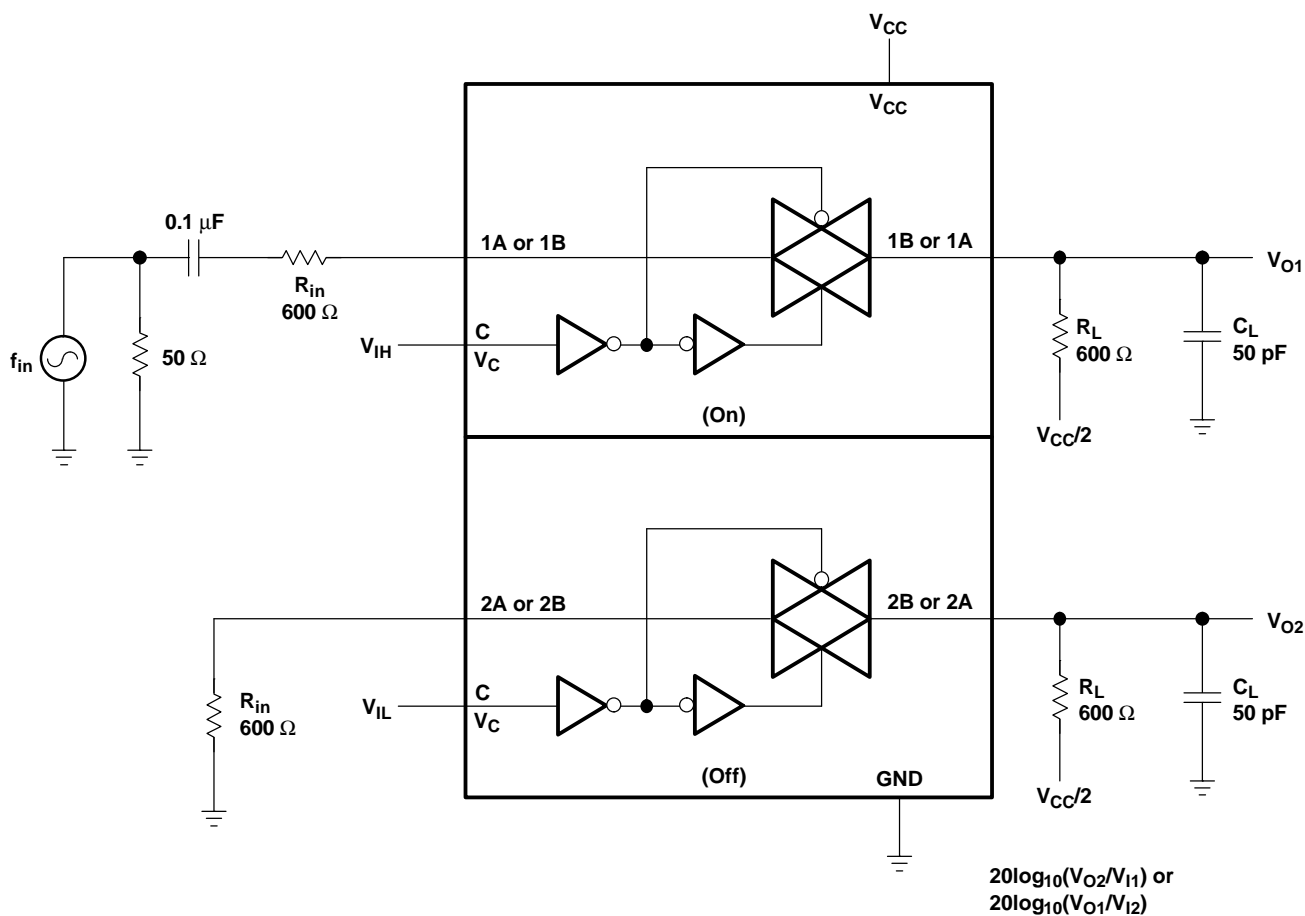 VCC
VCC
0.1 μF
1A or 1B
1B or 1A
VO1
Rin
600 Ω
fin
50 Ω
VIH
C
VC
RL
600 Ω
CL
50 pF
(On)
VCC/2
2A or 2B
2B or 2A
VO2
Rin
600 Ω
VIL
C
VC
RL
600 Ω
CL
50 pF
(Off)
GND
VCC/2
20log10(VO2/VI1) or
20log10(VO1/VI2)